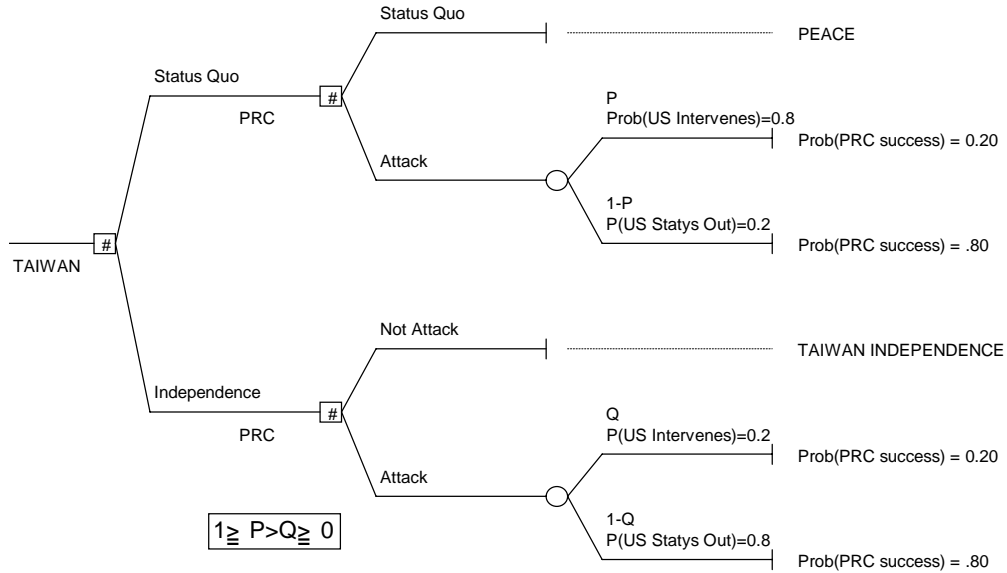 Status Quo
PEACE
Status Quo
#
PRC
P
Prob(US Intervenes)=0.8
Prob(PRC success) = 0.20
Attack
1-P
P(US Statys Out)=0.2
Prob(PRC success) = .80
#
TAIWAN
Not Attack
TAIWAN INDEPENDENCE
Independence
#
PRC
Q
P(US Intervenes)=0.2
Prob(PRC success) = 0.20
Attack
1-Q
P(US Statys Out)=0.8
Prob(PRC success) = .80
1≧ P>Q≧ 0